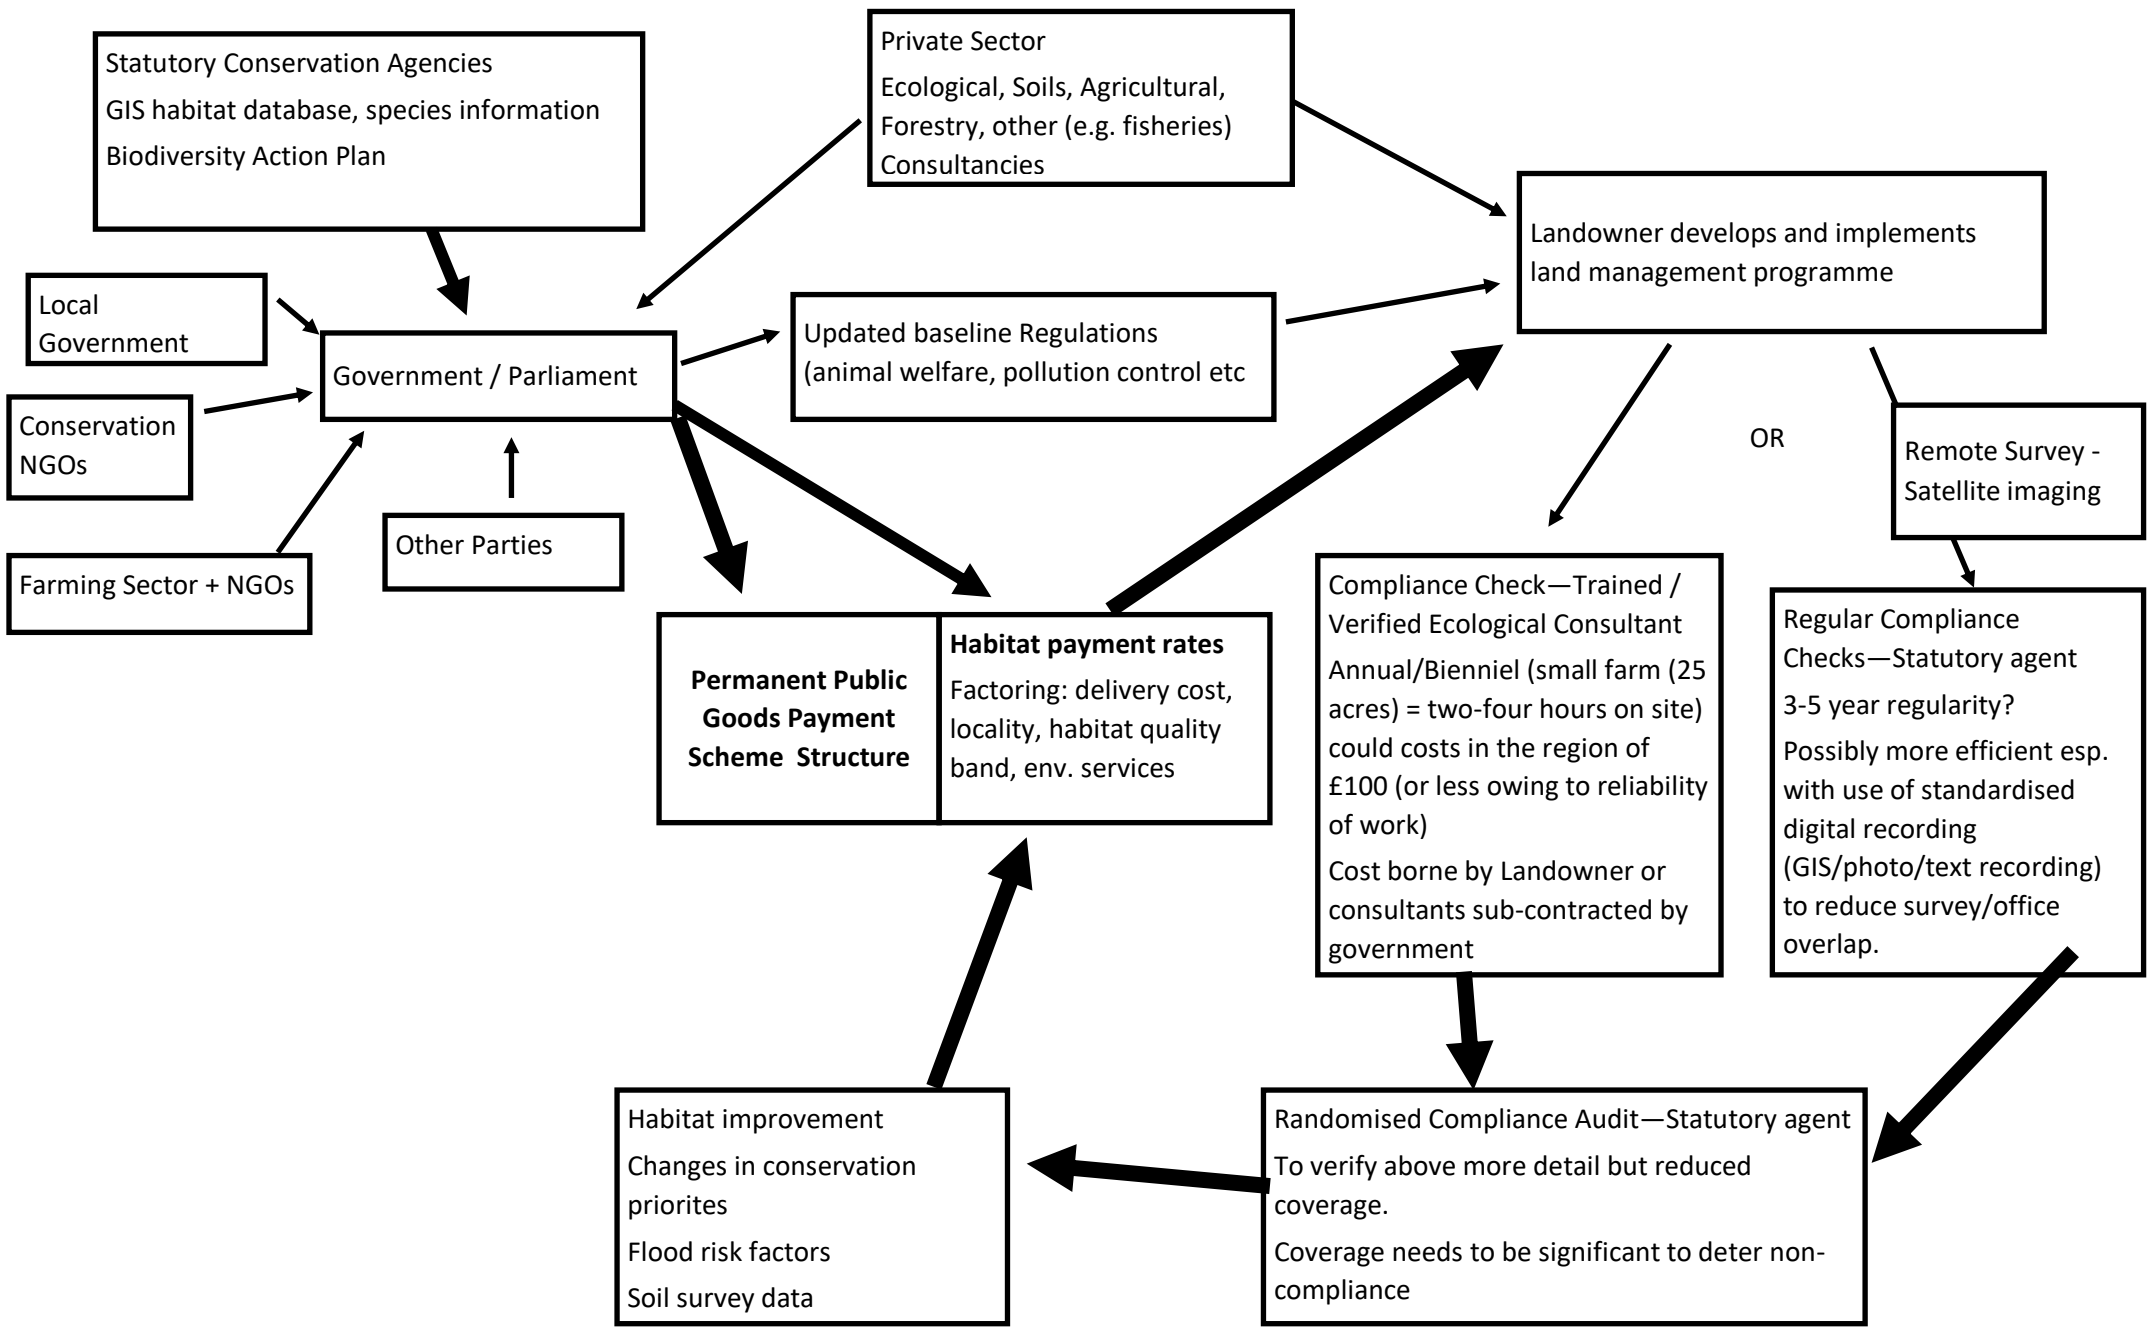 Statutory Conservation Agencies
GIS habitat database, species information
Biodiversity Action Plan
Private Sector
Ecological, Soils, Agricultural,
Forestry, other (e.g. fisheries)
Consultancies
Landowner develops and implements
land management programme
Local
Government
Government / Parliament
Updated baseline Regulations
(animal welfare, pollution control etc
Conservation
NGOs
OR
Remote Survey -
Satellite imaging
Other Parties
Farming Sector + NGOs
Permanent Public
Goods Payment
Scheme  Structure
Habitat payment rates
Factoring: delivery cost,
locality, habitat quality
band, env. services
Compliance Check—Trained /
Verified Ecological Consultant
Annual/Bienniel (small farm (25
acres) = two-four hours on site)
could costs in the region of
£100 (or less owing to reliability
of work)
Cost borne by Landowner or
consultants sub-contracted by
government
Regular Compliance
Checks—Statutory agent
3-5 year regularity?
Possibly more efficient esp.
with use of standardised
digital recording
(GIS/photo/text recording)
to reduce survey/office
overlap.
Habitat improvement
Changes in conservation
priorites
Flood risk factors
Soil survey data
Randomised Compliance Audit—Statutory agent
To verify above more detail but reduced
coverage.
Coverage needs to be significant to deter non-
compliance